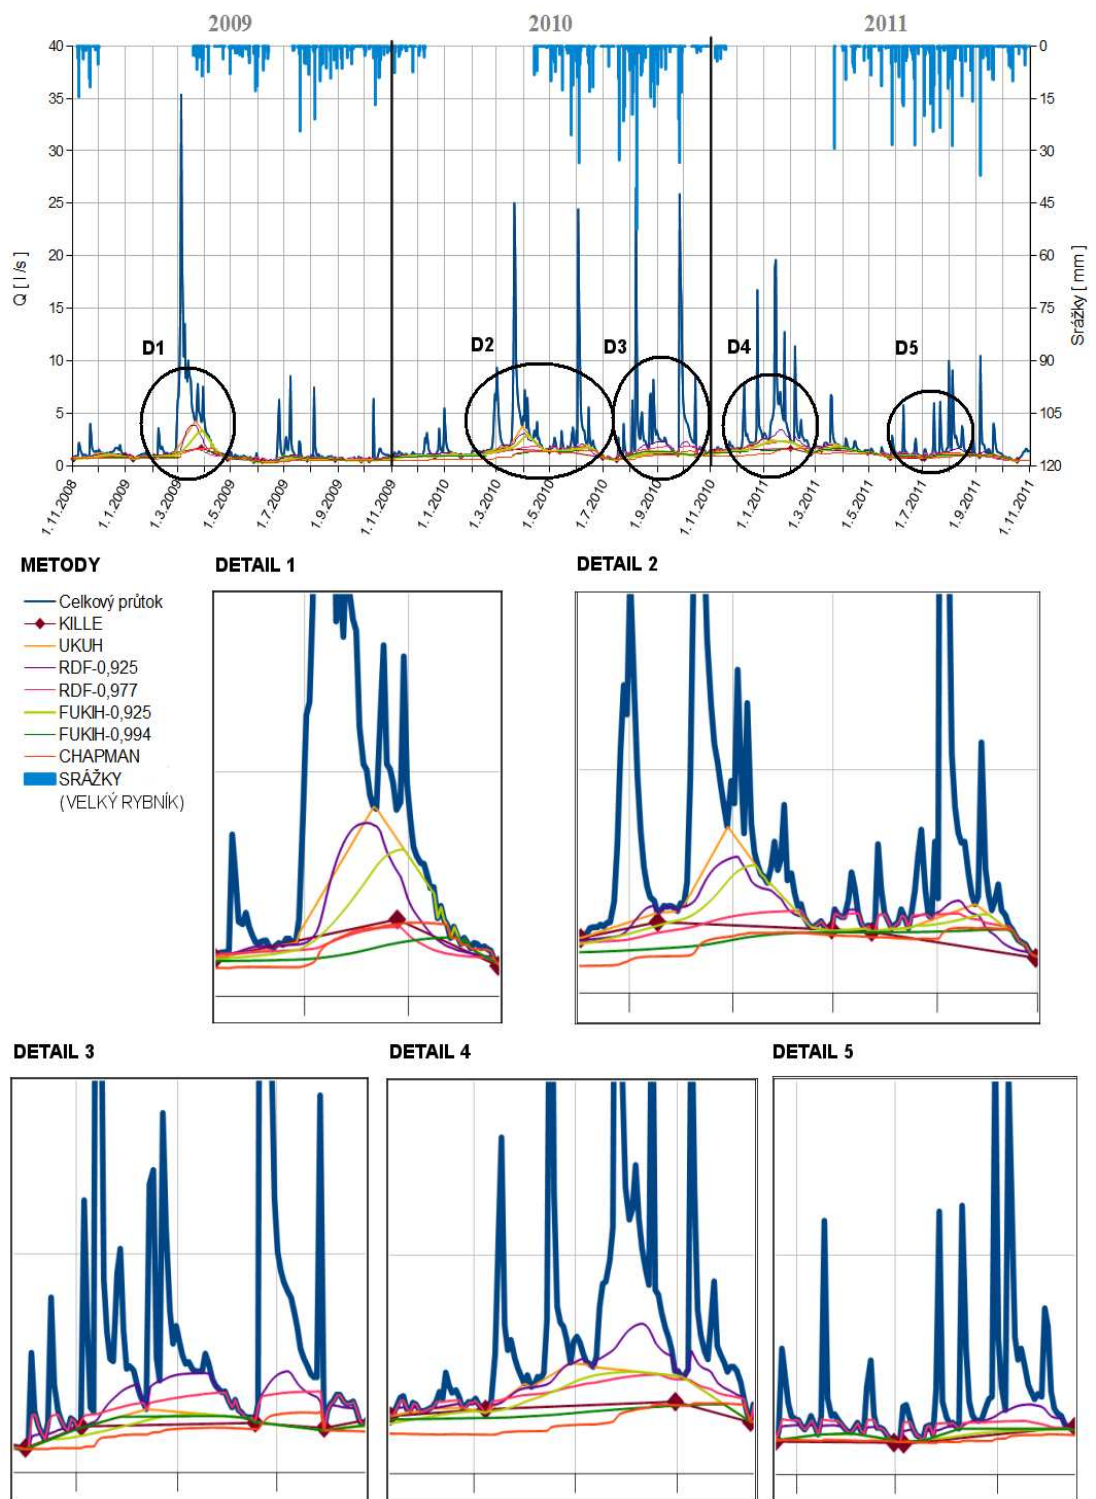 2009 2010 2011
40 0
35 15
30 30
25 45
20 60
15 75
10 90
5 105
0 120
Q [ l /s ]
Srážky [ mm ]
D1 D2 D3 D4 D5
1.11.2008 1.1.2009 1.3.2009 1.5.2009 1.7.2009 1.9.2009 1.11.2009 1.1.2010 1.3.2010 1.5.2010 1.7.2010 1.9.2010 1.11.2010 1.1.2011 1.3.2011 1.5.2011 1.7.2011 1.9.2011 1.11.2011
METODY DETAIL 1 DETAIL 2
Celkový průtok
KILLE
UKUH
RDF-0,925
RDF-0,977
FUKIH-0,925
FUKIH-0,994
CHAPMAN
SRÁŽKY
(VELKÝ RYBNÍK)
DETAIL 3 DETAIL 4 DETAIL 5